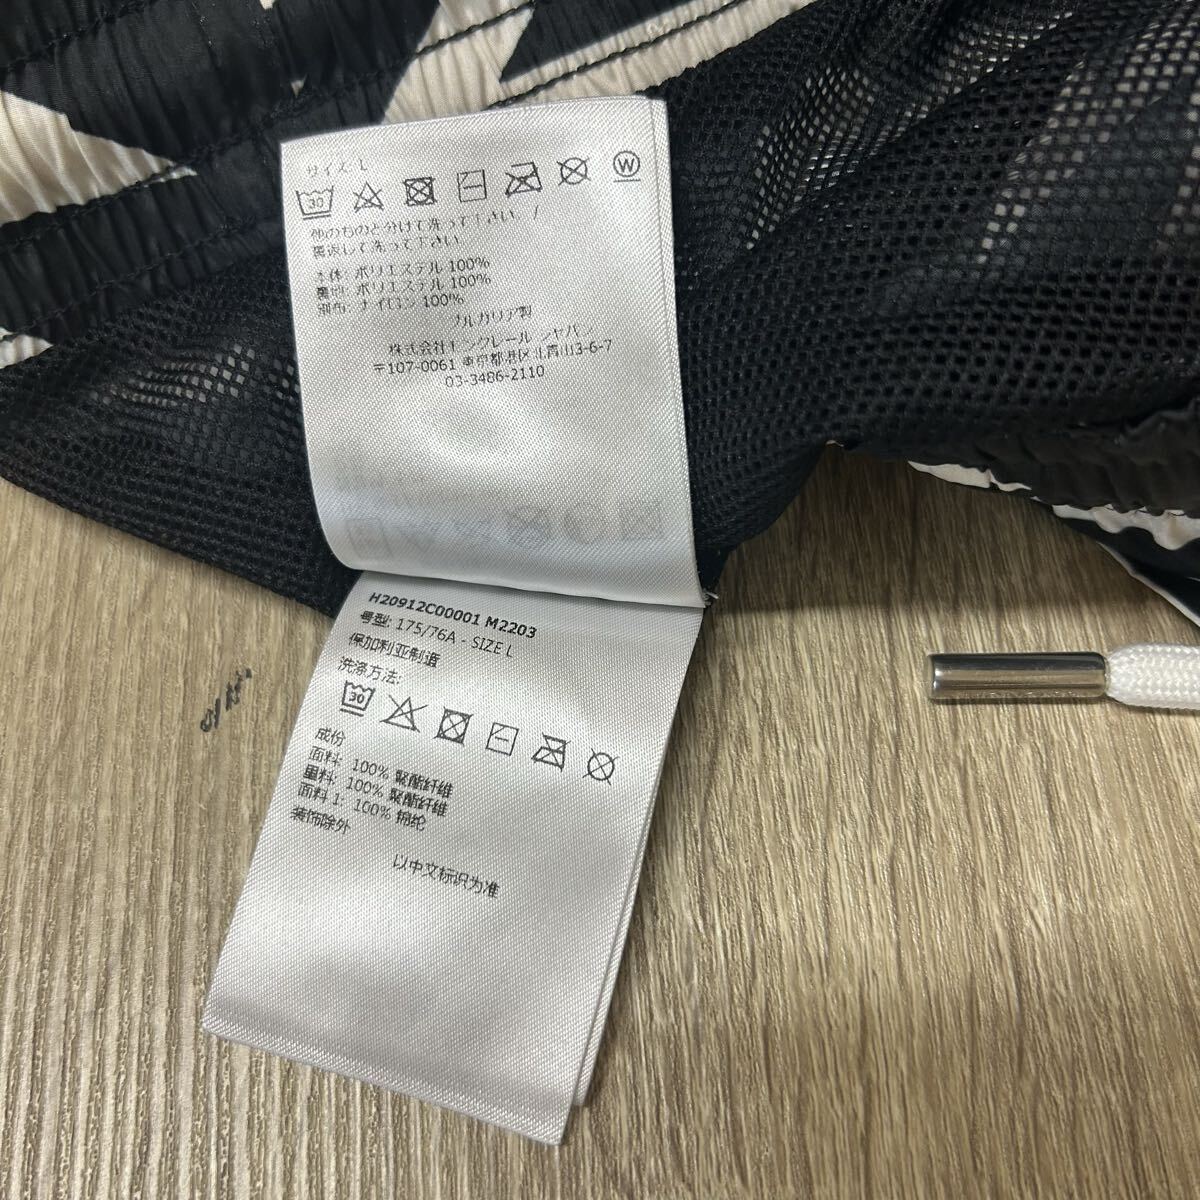 サイズ: L
30 W
他のものと分けて洗って下さい。/
裏返して洗って下さい
本体: ポリエステル 100%
裏地: ポリエステル 100%
別布: ナイロン 100%
ブルガリア製
株式会社モンクレール ジャパン
〒107-0061 東京都港区北青山3-6-7
03-3486-2110
H20912C00001 M2203
号型: 175/76A - SIZE L
保加利亚制造
洗涤方法:
30
成份
面料: 100% 聚酯纤维
里料: 100% 聚酯纤维
面料 1: 100% 锦纶
装饰除外
以中文标识为准